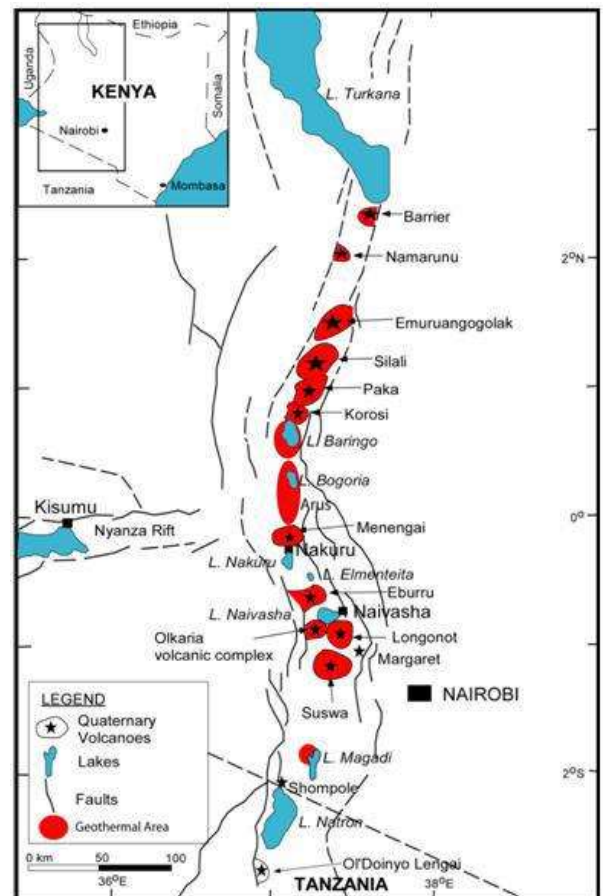 Ethiopia
Uganda
KENYA
Somalia
Nairobi
Tanzania
Mombasa
L. Turkana
Barrier
2°N
Namarunu
Emuruangogolak
Silali
Paka
Korosi
L. Baringo
L. Bogoria
Arus
Kisumu
Nyanza Rift
0°
Menengai
Nakuru
L. Nakuru
L. Elmenteita
Eburru
L. Naivasha
Naivasha
Olkaria
volcanic complex
Longonot
Margaret
Suswa
NAIROBI
LEGEND
Quaternary
Volcanoes
Lakes
Faults
Geothermal Area
0 km 50 100
L. Magadi
2°S
Shompole
L. Natron
Ol'Doinyo Lengai
36°E
TANZANIA
38°E